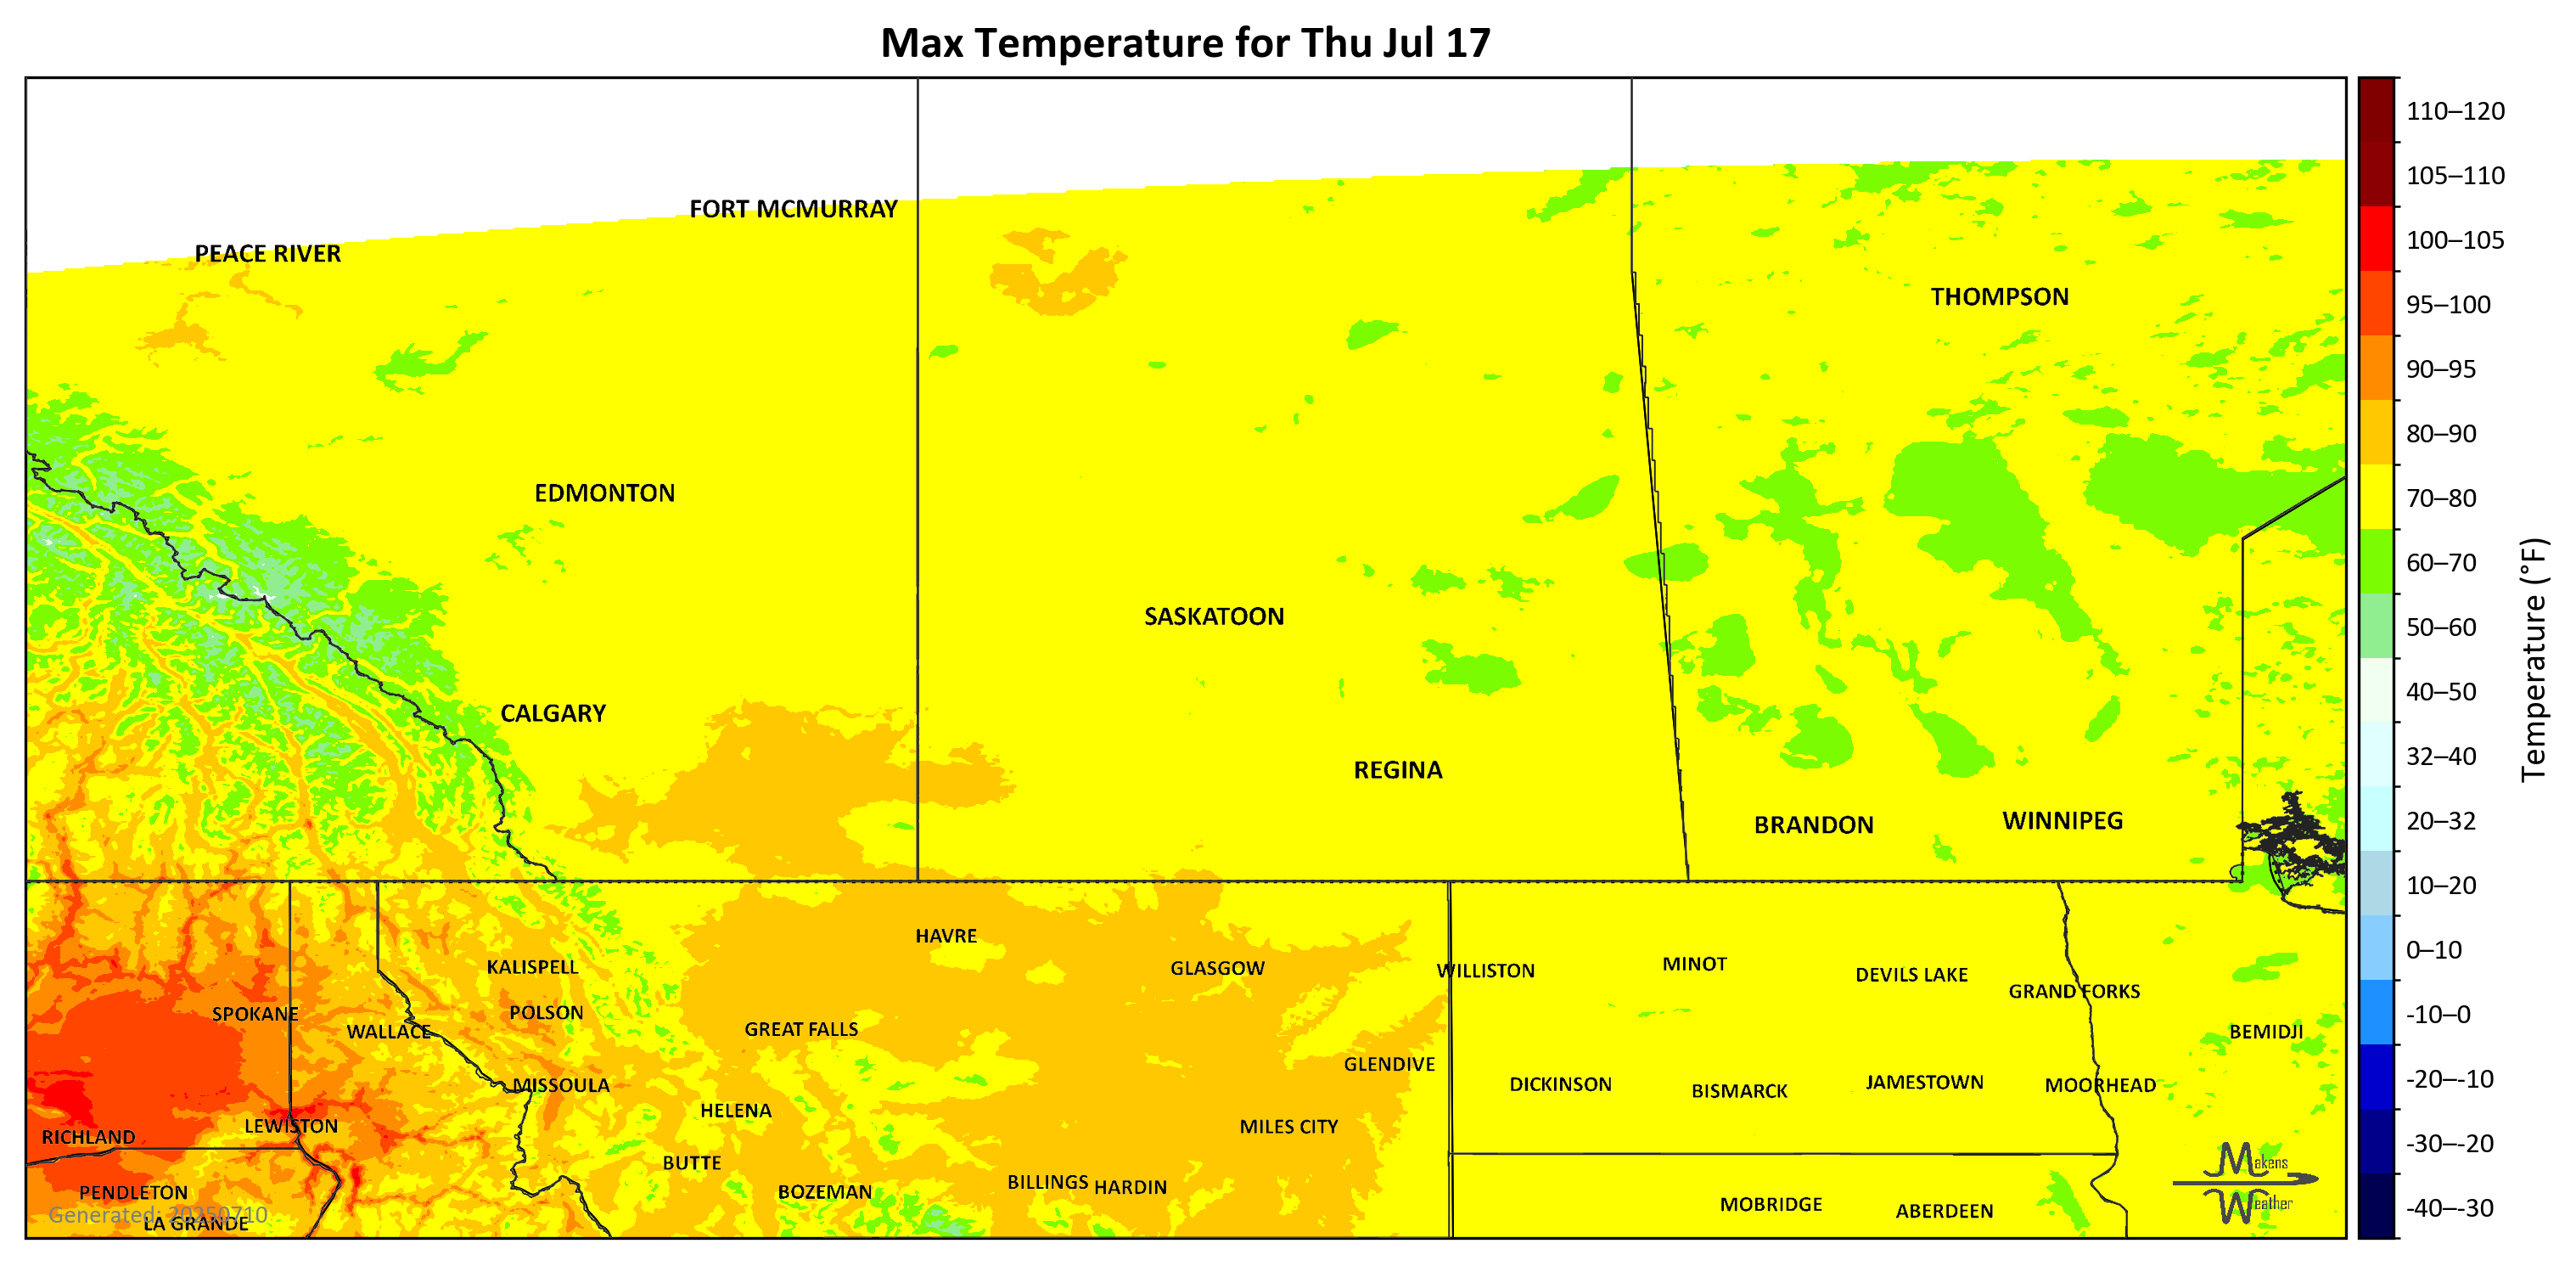 Max Temperature for Thu Jul 17
FORT MCMURRAY
PEACE RIVER
THOMPSON
EDMONTON
SASKATOON
CALGARY
REGINA
BRANDON
WINNIPEG
HAVRE
KALISPELL
GLASGOW
WILLISTON
MINOT
DEVILS LAKE
GRAND FORKS
SPOKANE
WALLACE
POLSON
GREAT FALLS
BEMIDJI
GLENDIVE
MISSOULA
DICKINSON
BISMARCK
JAMESTOWN
MOORHEAD
HELENA
LEWISTON
MILES CITY
RICHLAND
BUTTE
BOZEMAN
BILLINGS
HARDIN
PENDLETON
MOBRIDGE
ABERDEEN
Generated: 20250710
LA GRANDE
Makens
Weather
110–120
105–110
100–105
95–100
90–95
80–90
70–80
60–70
50–60
40–50
32–40
20–32
10–20
0–10
-10–0
-20–-10
-30–-20
-40–-30
Temperature (°F)